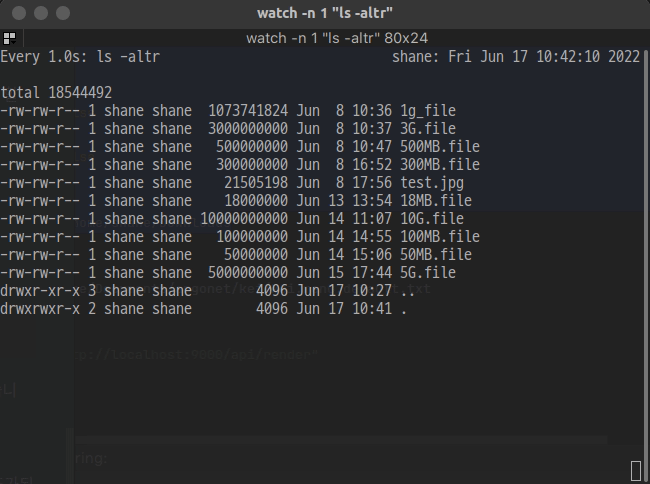 watch -n 1 "ls -altr"
watch -n 1 "ls -altr" 80x24
Every 1.0s: ls -altr shane: Fri Jun 17 10:42:10 2022
total 18544492
-rw-rw-r-- 1 shane shane 1073741824 Jun 8 10:36 1g_file
-rw-rw-r-- 1 shane shane 3000000000 Jun 8 10:37 3G.file
-rw-rw-r-- 1 shane shane 500000000 Jun 8 10:47 500MB.file
-rw-rw-r-- 1 shane shane 300000000 Jun 8 16:52 300MB.file
-rw-rw-r-- 1 shane shane 21505198 Jun 8 17:56 test.jpg
-rw-rw-r-- 1 shane shane 18000000 Jun 13 13:54 18MB.file
-rw-rw-r-- 1 shane shane 10000000000 Jun 14 11:07 10G.file
-rw-rw-r-- 1 shane shane 100000000 Jun 14 14:55 100MB.file
-rw-rw-r-- 1 shane shane 50000000 Jun 14 15:06 50MB.file
-rw-rw-r-- 1 shane shane 5000000000 Jun 15 17:44 5G.file
drwxr-xr-x 3 shane shane 4096 Jun 17 10:27 ..
drwxrwxr-x 2 shane shane 4096 Jun 17 10:41 .